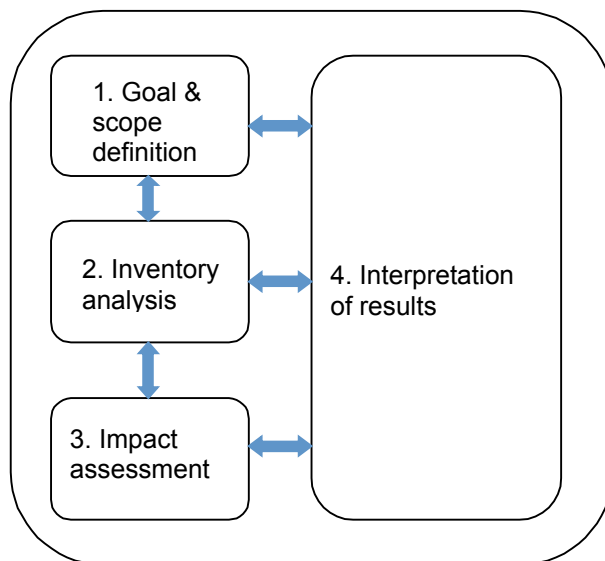 1. Goal &
scope
definition
2. Inventory
analysis
3. Impact
assessment
4. Interpretation
of results